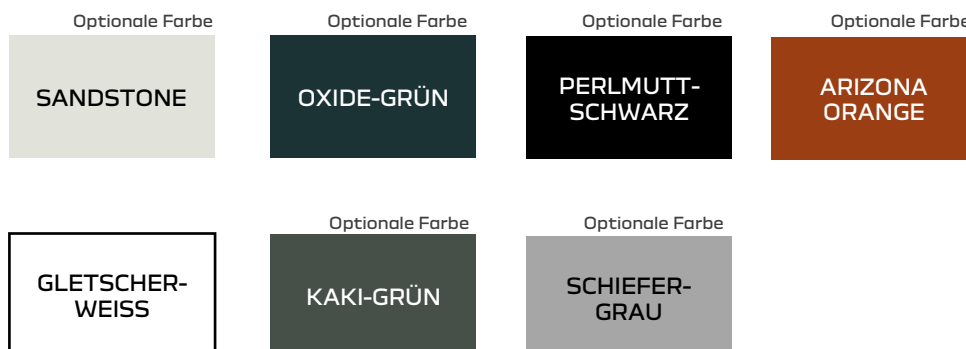 Optionale Farbe
SANDSTONE
Optionale Farbe
OXIDE-GRÜN
Optionale Farbe
PERLMUTT-
SCHWARZ
Optionale Farbe
ARIZONA
ORANGE
GLETSCHER-
WEISS
Optionale Farbe
KAKI-GRÜN
Optionale Farbe
SCHIEFER-
GRAU